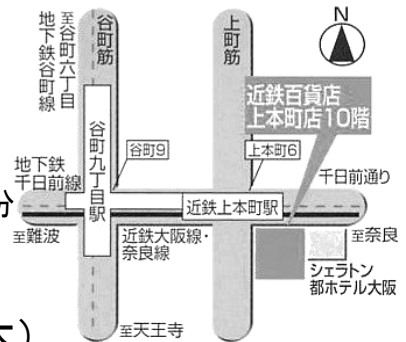 N
至谷町六丁目
地下鉄谷町線
谷町筋
上町筋
近鉄百貨店
上本町店10階
谷町9
上本町6
地下鉄
千日前線
谷町九丁目駅
千日前通り
分
近鉄上本町駅
至難波
近鉄大阪線・
奈良線
至奈良
シェラトン
都ホテル大阪
至天王寺